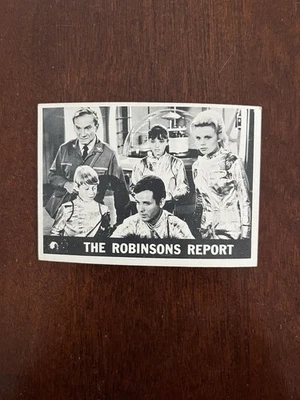 THE ROBINSONS REPORT